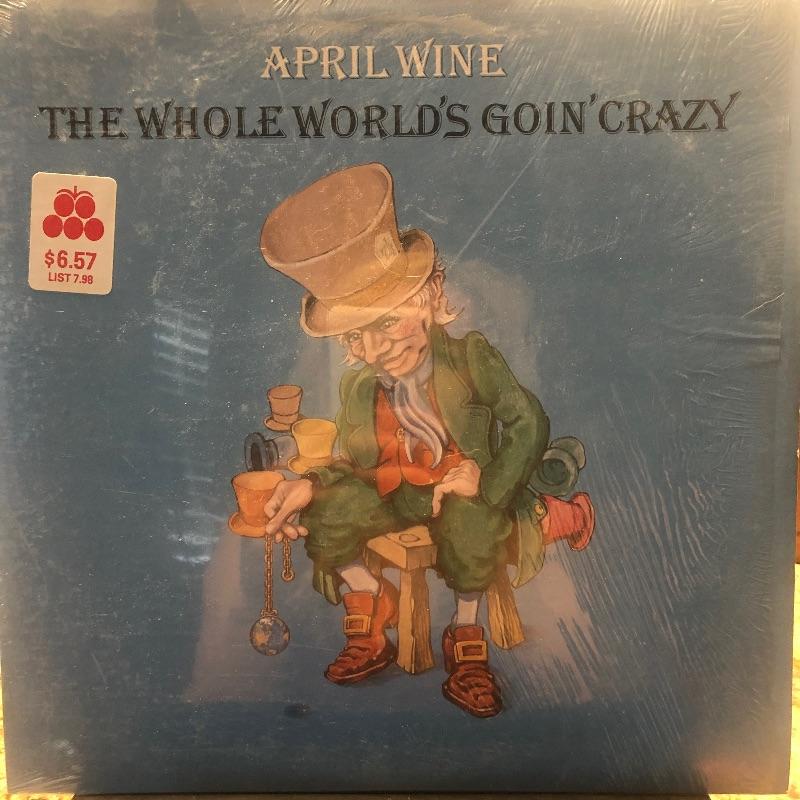 APRIL WINE
THE WHOLE WORLD'S GOIN' CRAZY
$6.57
LIST 7.98